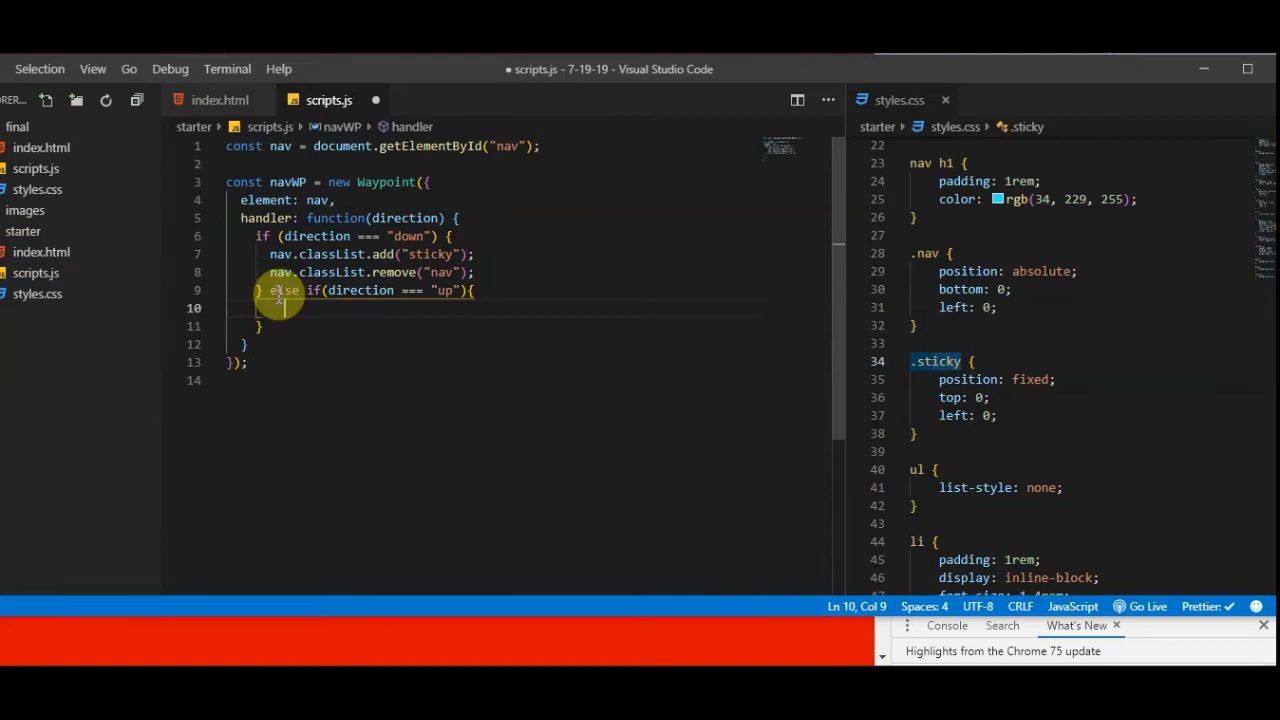 Selection View Go Debug Terminal Help
● scripts.js - 7-19-19 - Visual Studio Code
index.html
scripts.js
styles.css
final
index.html
scripts.js
styles.css
images
starter
index.html
scripts.js
styles.css
starter > scripts.js > navWP > handler
1 const nav = document.getElementById("nav");
2
3 const navWP = new Waypoint({
4 element: nav,
5 handler: function(direction) {
6 if (direction === "down") {
7 nav.classList.add("sticky");
8 nav.classList.remove("nav");
9 } else if(direction === "up"){
10
11 }
12 }
13 });
14
starter > styles.css > .sticky
22
23 nav h1 {
24 padding: 1rem;
25 color: rgb(34, 229, 255);
26 }
27
28 .nav {
29 position: absolute;
30 bottom: 0;
31 left: 0;
32 }
33
34 .sticky {
35 position: fixed;
36 top: 0;
37 left: 0;
38 }
39
40 ul {
41 list-style: none;
42 }
43
44 li {
45 padding: 1rem;
46 display: inline-block;
Ln 10, Col 9 Spaces: 4 UTF-8 CRLF JavaScript Go Live Prettier: ✓
Console Search What's New
Highlights from the Chrome 75 update